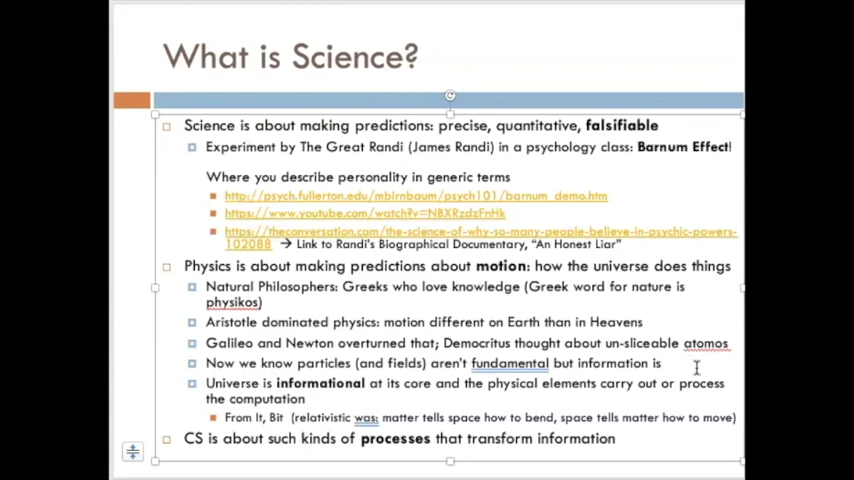 What is Science?
Science is about making predictions: precise, quantitative, falsifiable
Experiment by The Great Randi (James Randi) in a psychology class: Barnum Effect!
Where you describe personality in generic terms
http://psych.fullerton.edu/mbirnbaum/psych101/barnum_demo.htm
https://www.youtube.com/watch?v=NBXRzdzFnHk
https://theconversation.com/the-science-of-why-so-many-people-believe-in-psychic-powers-
102088 → Link to Randi's Biographical Documentary, "An Honest Liar"
Physics is about making predictions about motion: how the universe does things
Natural Philosophers: Greeks who love knowledge (Greek word for nature is
physikos)
Aristotle dominated physics: motion different on Earth than in Heavens
Galileo and Newton overturned that; Democritus thought about un-sliceable atomos
Now we know particles (and fields) aren't fundamental but information is
Universe is informational at its core and the physical elements carry out or process
the computation
From It, Bit (relativistic was: matter tells space how to bend, space tells matter how to move)
CS is about such kinds of processes that transform information